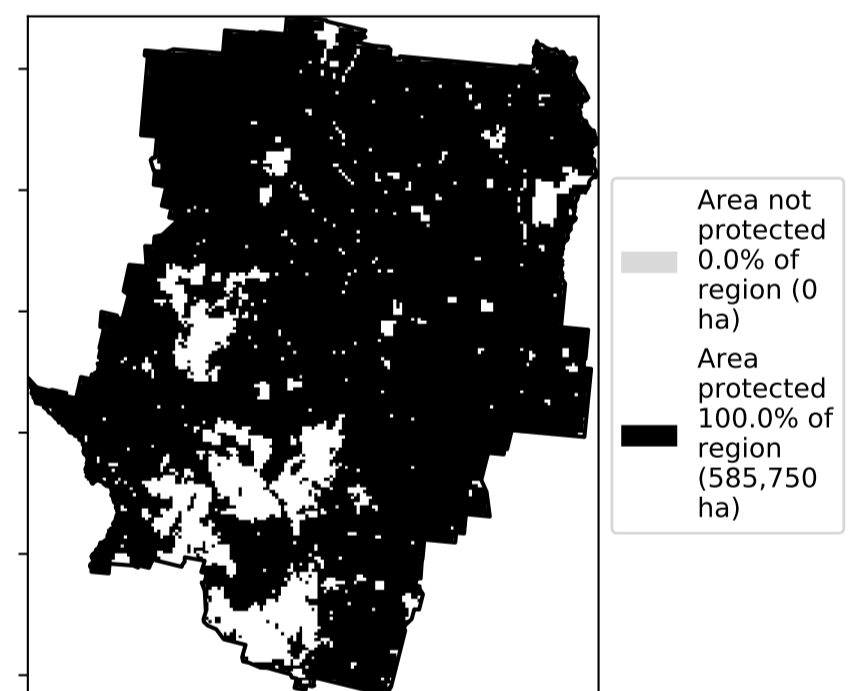 Area not
protected
0.0% of
region (0
ha)
Area
protected
100.0% of
region
(585,750
ha)